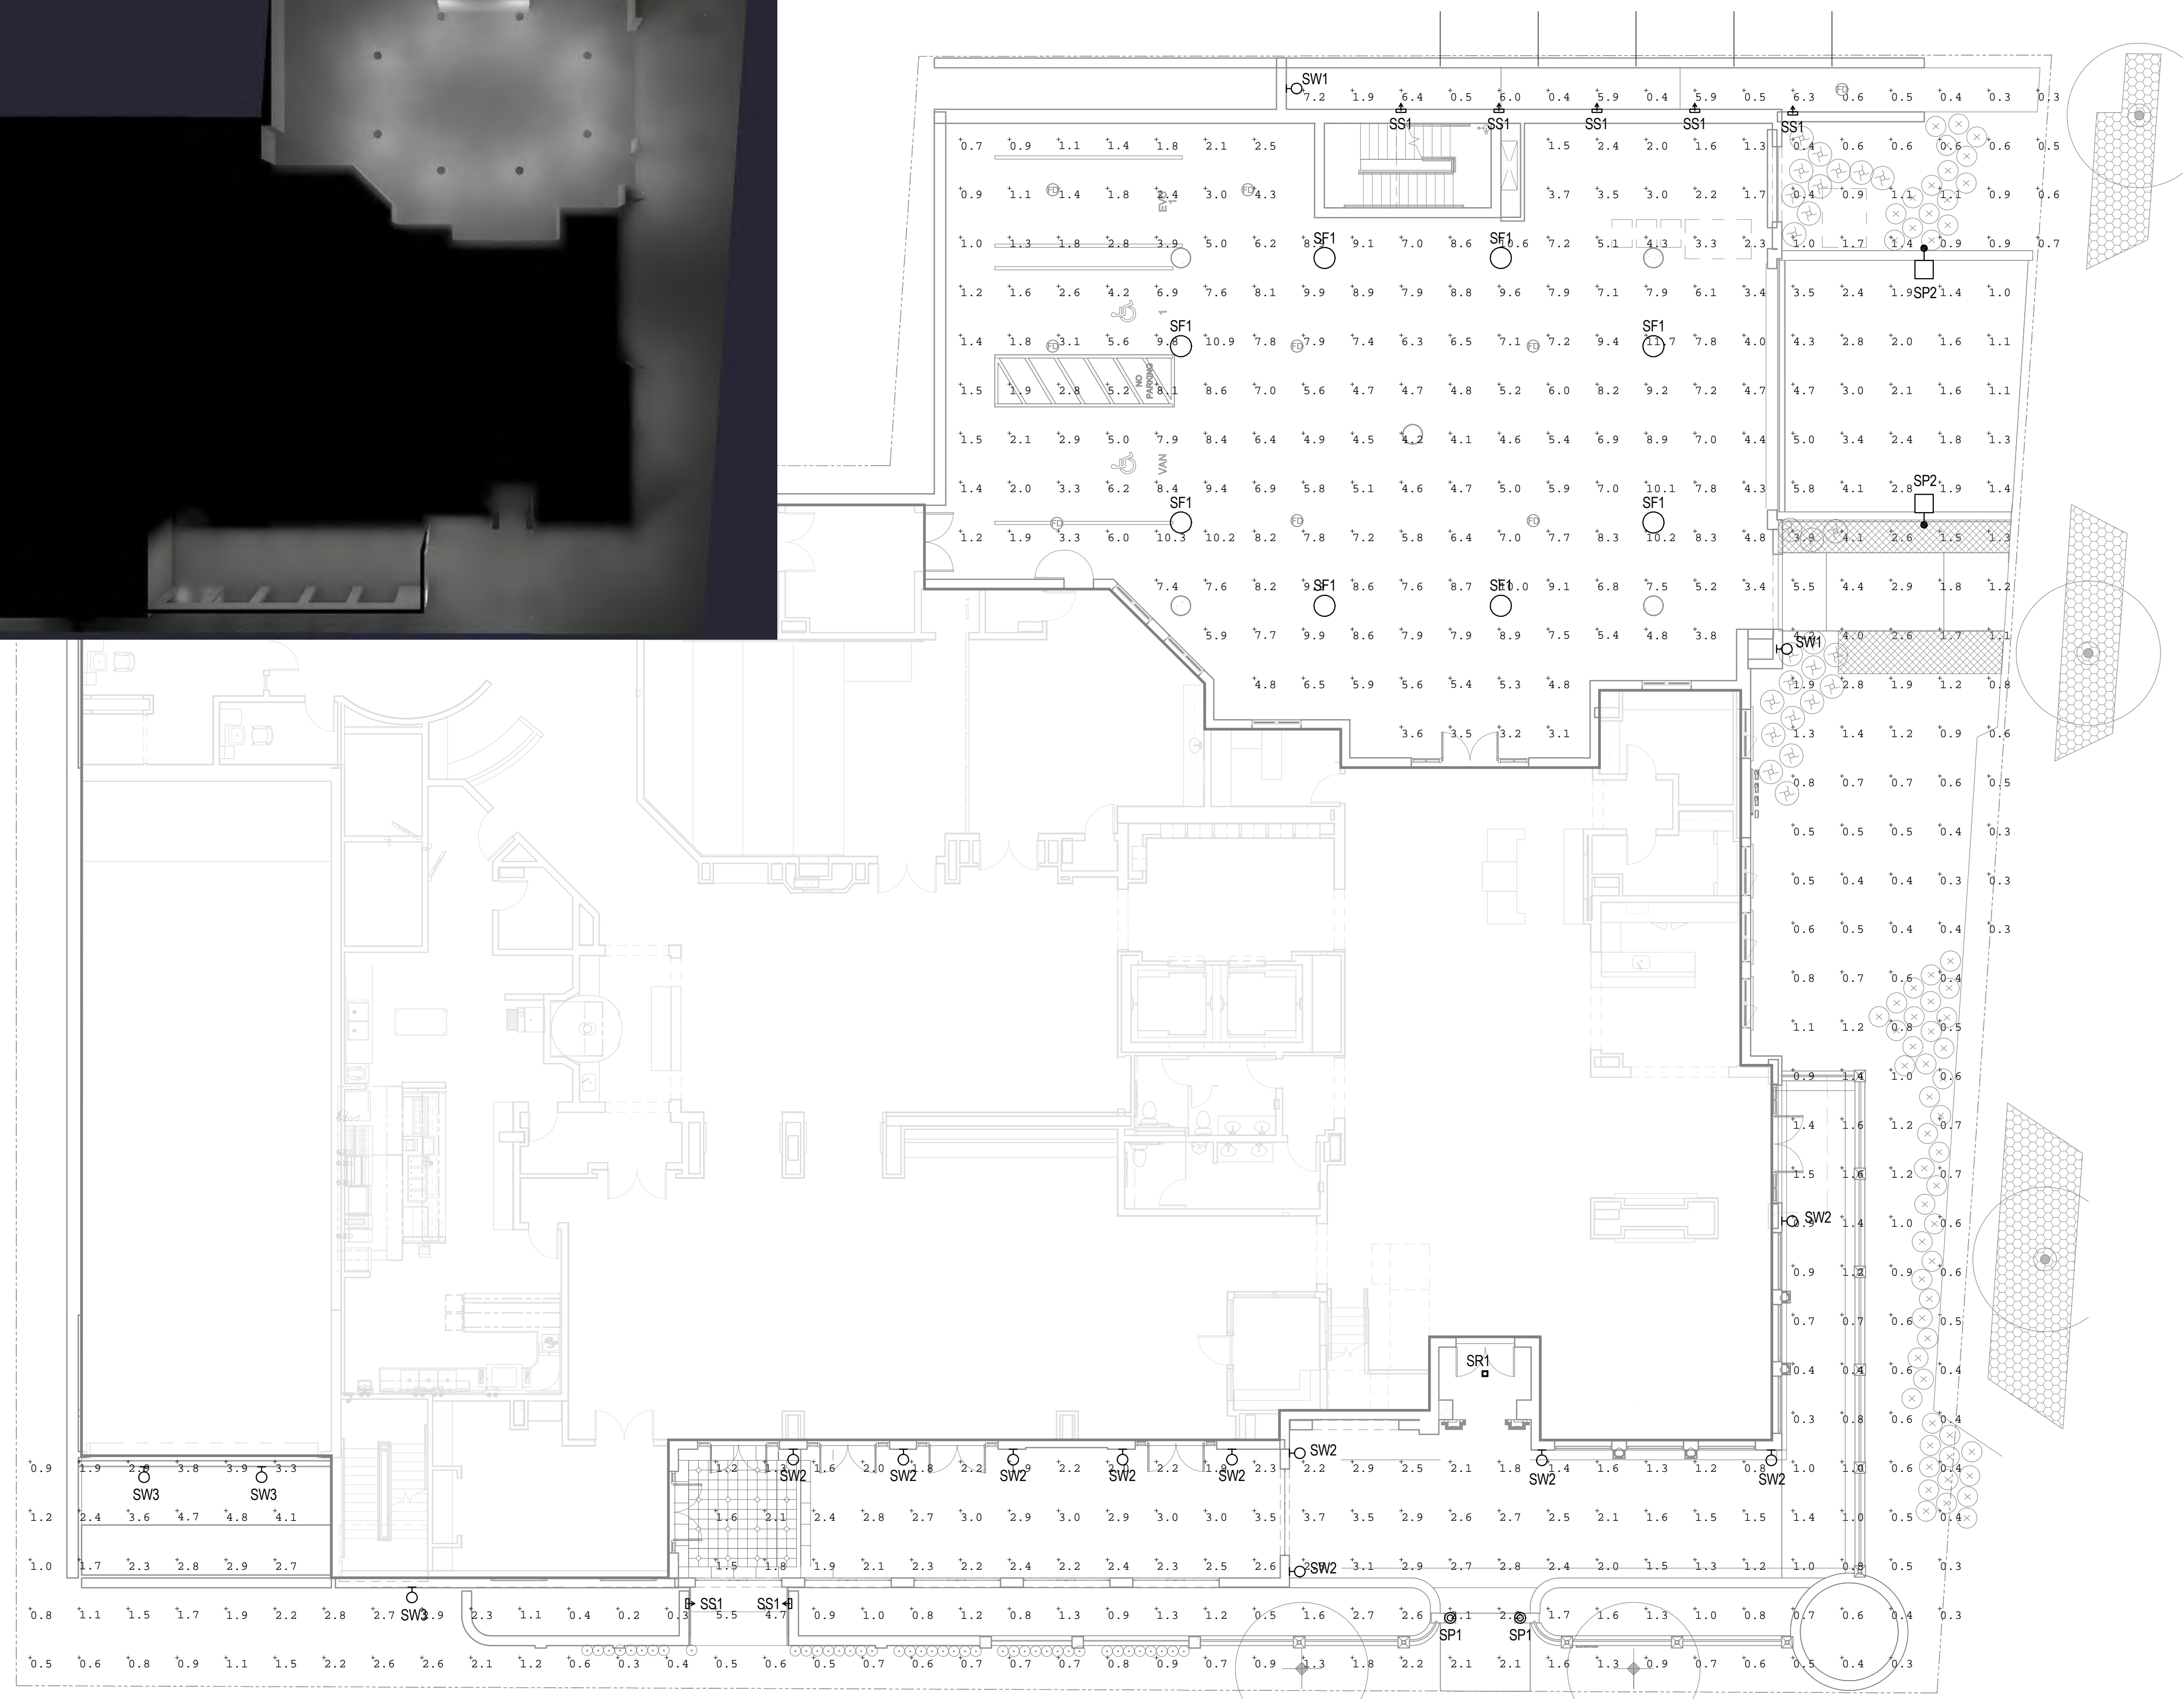 SW1
7.2 1.9 6.4 0.5 6.0 0.4 5.9 0.4 5.9 0.5 6.3 0.6 0.5 0.4 0.3 0.3
FD
SS1 SS1 SS1 SS1 SS1
0.7 0.9 1.1 1.4 1.8 2.1 2.5 1.5 2.4 2.0 1.6 1.3 0.4 0.6 0.6 0.6 0.6 0.5
0.9 1.1 1.4 1.8 2.4 3.0 4.3 3.7 3.5 3.0 2.2 1.7 0.4 0.9 1.1 1.1 0.9 0.6
FD FD
SF1 SF1
1.0 1.3 1.8 2.8 3.9 5.0 6.2 9.1 7.0 8.6 10.6 7.2 5.1 4.3 3.3 2.3 1.0 1.7 1.4 0.9 0.9 0.7
1.2 1.6 2.6 4.2 6.9 7.6 8.1 9.9 8.9 7.9 8.8 9.6 7.9 7.1 7.9 6.1 3.4 3.5 2.4 1.9 1.4 1.0
SP2
1
SF1 SF1
1.4 1.8 3.1 5.6 9.8 10.9 7.8 7.9 7.4 6.3 6.5 7.1 7.2 9.4 11.7 7.8 4.0 4.3 2.8 2.0 1.6 1.1
FD FD FD
NO PARKING
1.5 1.9 2.8 5.2 8.1 8.6 7.0 5.6 4.7 4.7 4.8 5.2 6.0 8.2 9.2 7.2 4.7 4.7 3.0 2.1 1.6 1.1
1.5 2.1 2.9 5.0 7.9 8.4 6.4 4.9 4.5 4.2 4.1 4.6 5.4 6.9 8.9 7.0 4.4 5.0 3.4 2.4 1.8 1.3
VAN
SP2
1.4 2.0 3.3 6.2 8.4 9.4 6.9 5.8 5.1 4.6 4.7 5.0 5.9 7.0 10.1 7.8 4.3 5.8 4.1 2.8 1.9 1.4
SF1 SF1
FD FD FD
1.2 1.9 3.3 6.0 10.3 10.2 8.2 7.8 7.2 5.8 6.4 7.0 7.7 8.3 10.2 8.3 4.8 3.9 4.1 2.6 1.5 1.3
SF1 SF1
7.4 7.6 8.2 8.6 7.6 8.7 10.0 9.1 6.8 7.5 5.2 3.4 5.5 4.4 2.9 1.8 1.2
5.9 7.7 9.9 8.6 7.9 7.9 8.9 7.5 5.4 4.8 3.8 4.0 2.6 1.7 1.1
SW1
4.8 6.5 5.9 5.6 5.4 5.3 4.8 1.9 2.8 1.9 1.2 0.8
3.6 3.5 3.2 3.1 1.3 1.4 1.2 0.9 0.6
0.8 0.7 0.7 0.6 0.5
0.5 0.5 0.5 0.4 0.3
0.5 0.4 0.4 0.3 0.3
0.6 0.5 0.4 0.4 0.3
0.8 0.7 0.6 0.4
1.1 1.2 0.8 0.5
0.9 1.4 1.0 0.6
1.4 1.6 1.2 0.7
1.5 1.6 1.2 0.7
SW2
0.9 1.4 1.0 0.6
0.9 1.2 0.9 0.6
0.7 0.7 0.6 0.5
SR1
0.4 0.4 0.6 0.4
0.3 0.8 0.6 0.4
SW2
0.9 1.9 2.9 3.8 3.9 3.3 1.2 1.3 1.6 2.0 1.8 2.2 1.9 2.2 2.0 2.2 1.9 2.3 2.2 2.9 2.5 2.1 1.8 1.4 1.6 1.3 1.2 0.8 1.0 1.0 0.6 0.4
SW3 SW3 SW2 SW2 SW2 SW2 SW2 SW2 SW2
1.2 2.4 3.6 4.7 4.8 4.1 1.6 2.1 2.4 2.8 2.7 3.0 2.9 3.0 2.9 3.0 3.0 3.5 3.7 3.5 2.9 2.6 2.7 2.5 2.1 1.6 1.5 1.5 1.4 1.0 0.5 0.4
1.0 1.7 2.3 2.8 2.9 2.7 1.5 1.8 1.9 2.1 2.3 2.2 2.4 2.2 2.4 2.3 2.5 2.6 SW2 3.1 2.9 2.7 2.8 2.4 2.0 1.5 1.3 1.2 1.0 0.8 0.5 0.3
SS1 SS1
0.8 1.1 1.5 1.7 1.9 2.2 2.8 2.7 2.9 2.3 1.1 0.4 0.2 0.3 5.5 4.7 0.9 1.0 0.8 1.2 0.8 1.3 0.9 1.3 1.2 0.5 1.6 2.7 2.6 2.1 1.7 1.6 1.3 1.0 0.8 0.7 0.6 0.4 0.3
SW3 SP1 SP1
0.5 0.6 0.8 0.9 1.1 1.5 2.2 2.6 2.6 2.1 1.2 0.6 0.3 0.4 0.5 0.6 0.5 0.7 0.6 0.7 0.7 0.7 0.8 0.9 0.7 0.9 1.3 1.8 2.2 2.1 2.1 1.6 1.3 0.9 0.7 0.6 0.5 0.4 0.3